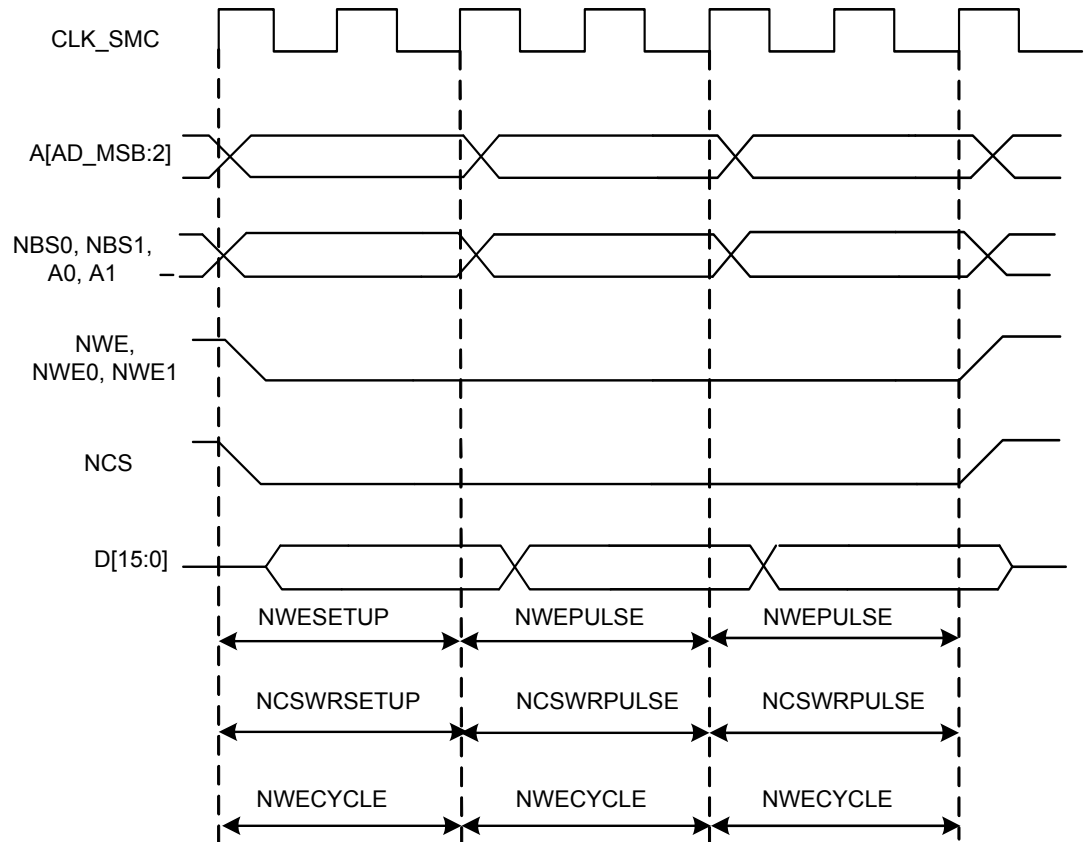 CLK_SMC
A[AD_MSB:2]
NBS0, NBS1,
A0, A1
NWE,
NWE0, NWE1
NCS
D[15:0]
NWESETUP NWEPULSE NWEPULSE
NCSWRSETUP NCSWRPULSE NCSWRPULSE
NWECYCLE NWECYCLE NWECYCLE